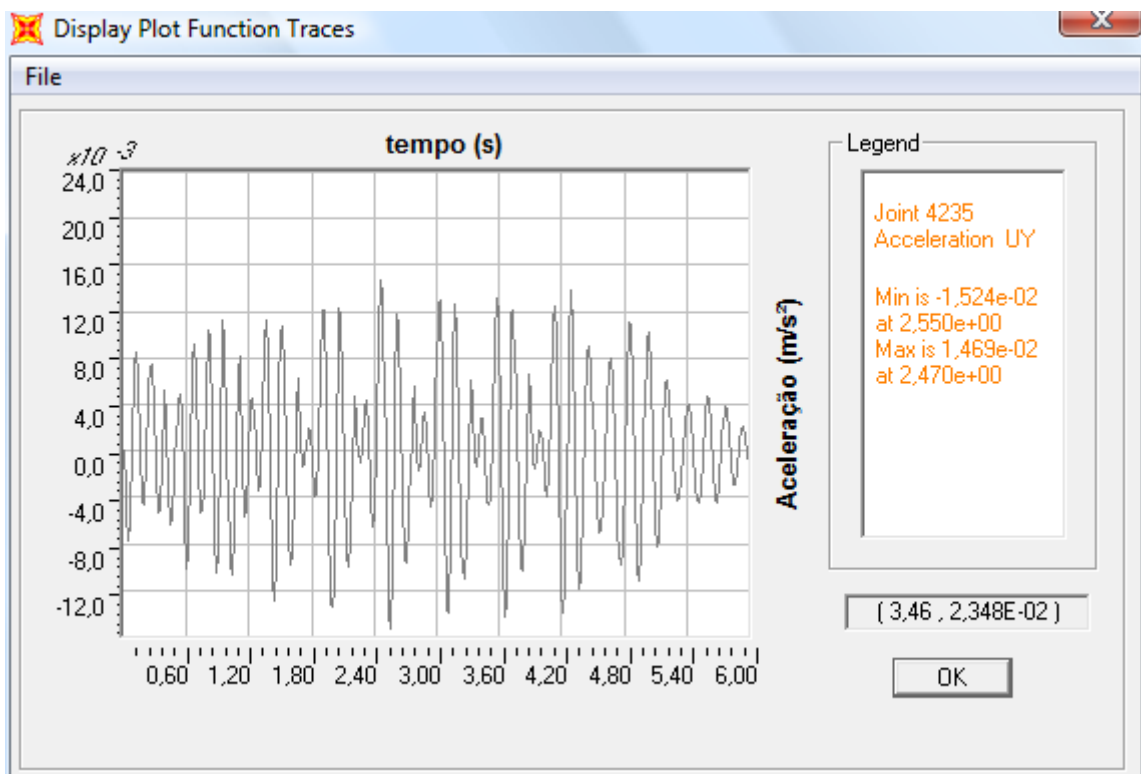 Display Plot Function Traces
X
File
tempo (s)
x10 -3
24,0
20,0
16,0
12,0
8,0
4,0
0,0
-4,0
-8,0
-12,0
0,60 1,20 1,80 2,40 3,00 3,60 4,20 4,80 5,40 6,00
Aceleração (m/s²)
Legend
Joint 4235
Acceleration UY
Min is -1,524e-02
at 2,550e+00
Max is 1,469e-02
at 2,470e+00
( 3,46 , 2,348E-02 )
OK